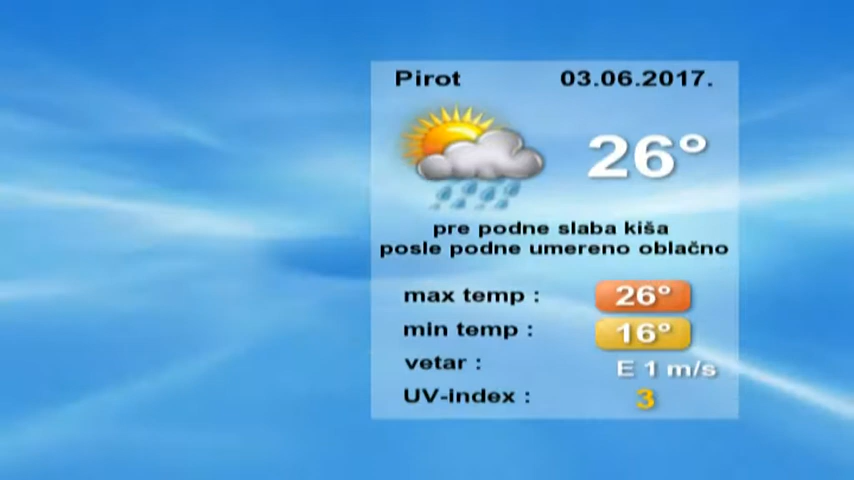 Pirot 03.06.2017.
26°
pre podne slaba kiša
posle podne umereno oblačno
max temp : 26°
min temp : 16°
vetar : E 1 m/s
UV-index : 3